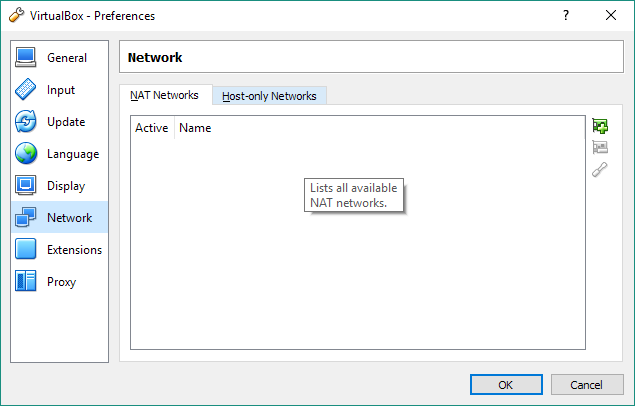 VirtualBox - Preferences
?
General
Input
Update
Language
Display
Network
Extensions
Proxy
Network
NAT Networks
Host-only Networks
Active
Name
Lists all available
NAT networks.
OK
Cancel